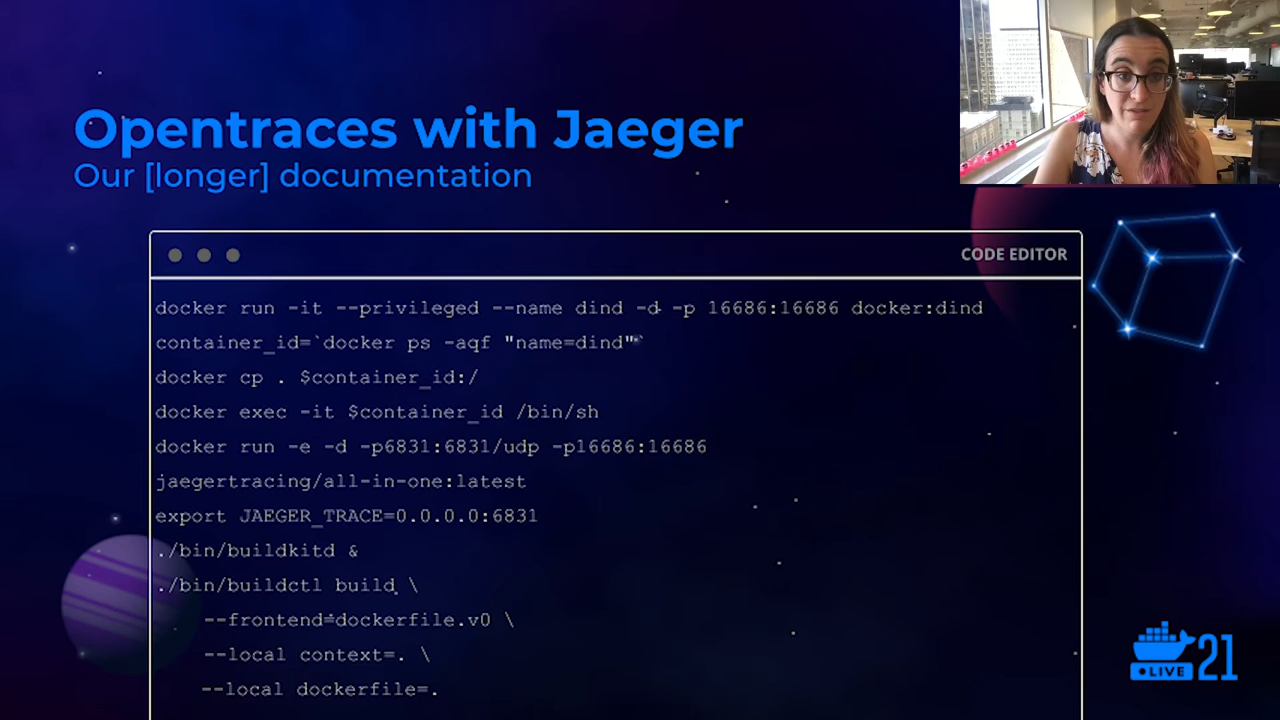 Opentraces with Jaeger
Our [longer] documentation
CODE EDITOR
docker run -it --privileged --name dind -d -p 16686:16686 docker:dind
container_id=`docker ps -aqf "name=dind"`
docker cp . $container_id:/
docker exec -it $container_id /bin/sh
docker run -e -d -p6831:6831/udp -p16686:16686
jaegertracing/all-in-one:latest
export JAEGER_TRACE=0.0.0.0:6831
./bin/buildkitd &
./bin/buildctl build \
--frontend=dockerfile.v0 \
--local context=. \
--local dockerfile=.
LIVE 21